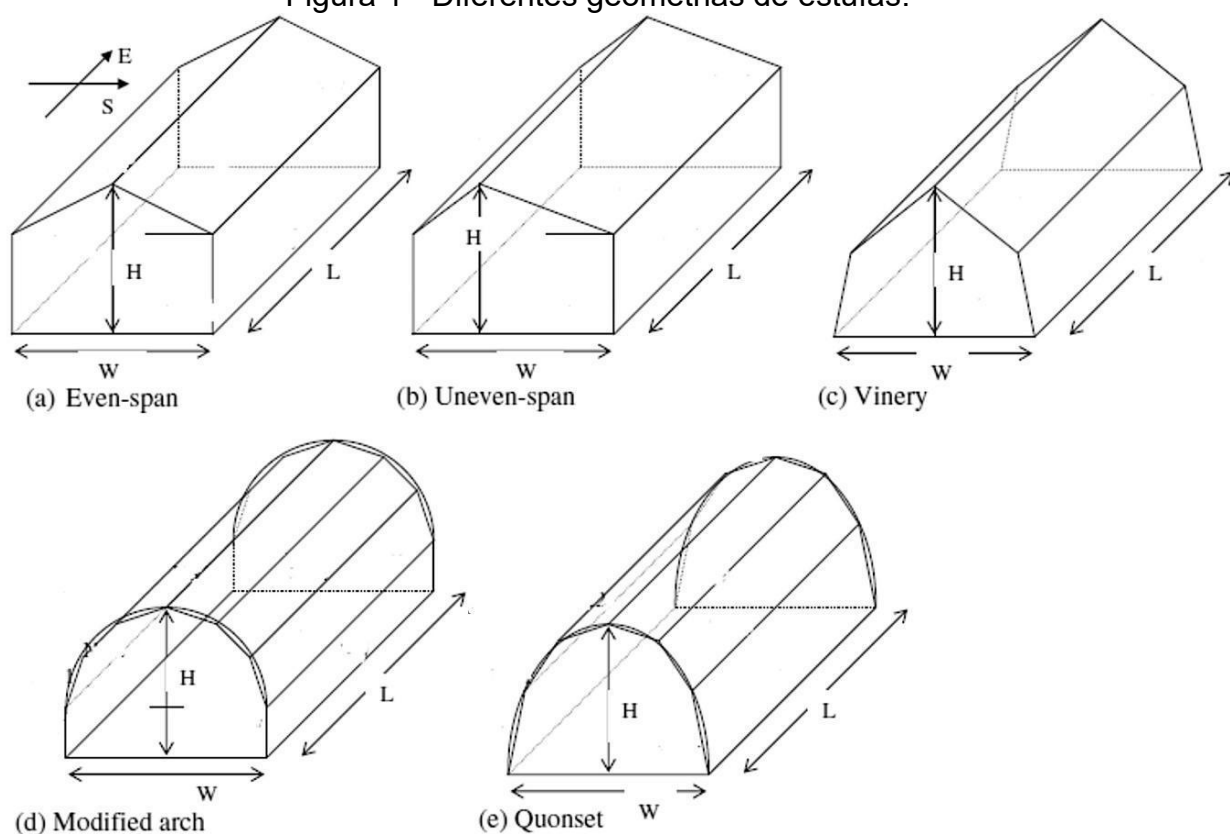 Figura 1 - Diferentes geometrias de estufas.
E
S
H
L
W
(a) Even-span
H
L
W
(b) Uneven-span
H
L
W
(c) Vinery
H
L
W
(d) Modified arch
H
L
W
(e) Quonset